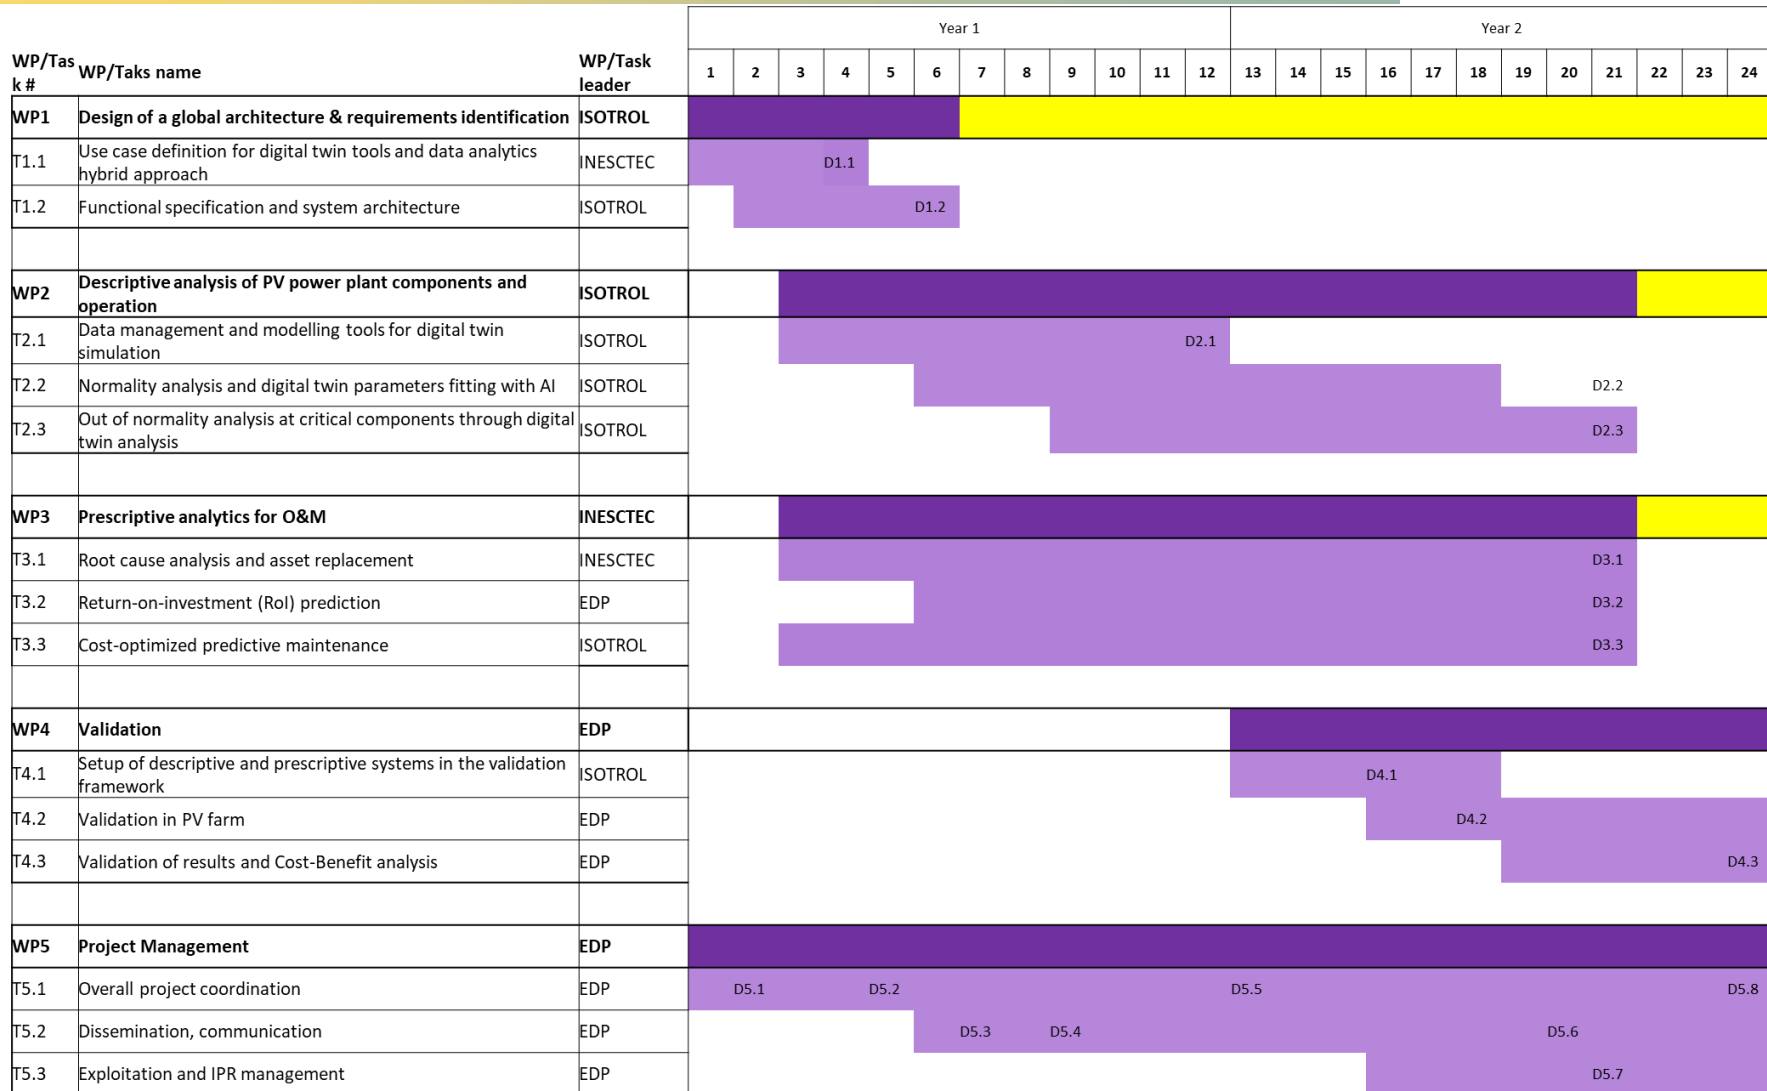 Year 1 Year 2
WP/Tas
k # WP/Taks name WP/Task
leader 1 2 3 4 5 6 7 8 9 10 11 12 13 14 15 16 17 18 19 20 21 22 23 24
WP1 Design of a global architecture & requirements identification ISOTROL
T1.1 Use case definition for digital twin tools and data analytics
hybrid approach INESCTEC D1.1
T1.2 Functional specification and system architecture ISOTROL D1.2
WP2 Descriptive analysis of PV power plant components and
operation ISOTROL
T2.1 Data management and modelling tools for digital twin
simulation ISOTROL D2.1
T2.2 Normality analysis and digital twin parameters fitting with AI ISOTROL D2.2
T2.3 Out of normality analysis at critical components through digital
twin analysis ISOTROL D2.3
WP3 Prescriptive analytics for O&M INESCTEC
T3.1 Root cause analysis and asset replacement INESCTEC D3.1
T3.2 Return-on-investment (RoI) prediction EDP D3.2
T3.3 Cost-optimized predictive maintenance ISOTROL D3.3
WP4 Validation EDP
T4.1 Setup of descriptive and prescriptive systems in the validation
framework ISOTROL D4.1
T4.2 Validation in PV farm EDP D4.2
T4.3 Validation of results and Cost-Benefit analysis EDP D4.3
WP5 Project Management EDP
T5.1 Overall project coordination EDP D5.1 D5.2 D5.5 D5.8
T5.2 Dissemination, communication EDP D5.3 D5.4 D5.6
T5.3 Exploitation and IPR management EDP D5.7